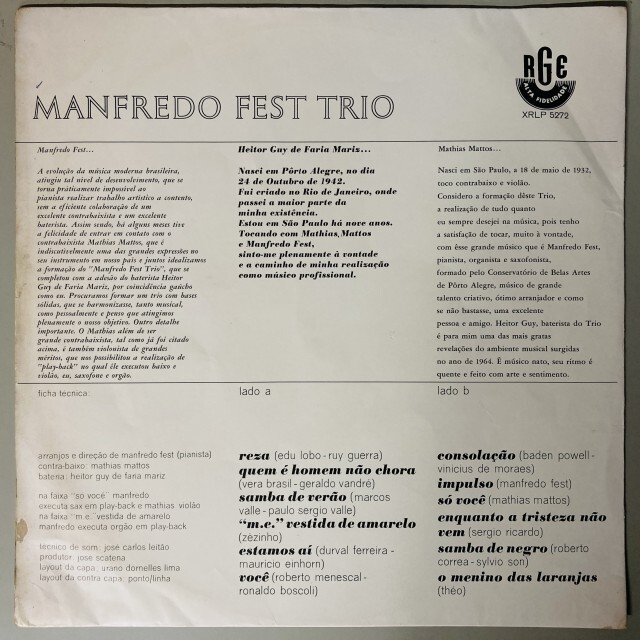 RGE
ALTA FIDELIDADE
XRLP 5272
MANFREDO FEST TRIO
Manfredo Fest...
A evolução da música moderna brasileira,
atingiu tal nível de desenvolvimento, que se
torna pràticamente impossível ao
pianista realizar trabalho artístico a contento,
sem a eficiente colaboração de um
excelente contrabaixista e um excelente
baterista. Assim sendo, há alguns meses tive
a felicidade de entrar em contato com o
contrabaixista Mathias Mattos, que é
indiscutìvelmente uma das grandes expressões no
seu instrumento em nosso país e juntos idealizamos
a formação do "Manfredo Fest Trio", que se
completou com a adesão do baterista Heitor
Guy de Faria Mariz, por coincidência gaúcho
como eu. Procuramos formar um trio com bases
sólidas, que se harmonizasse, tanto musical,
como pessoalmente e penso que atingimos
plenamente o nosso objetivo. Outro detalhe
importante. O Mathias além de ser
grande contrabaixista, tal como já foi citado
acima, é também violonista de grandes
méritos, que nos possibilitou a realização de
"play-back" no qual êle executou baixo e
violão, eu, saxofone e orgão.
Heitor Guy de Faria Mariz...
Nasci em Pôrto Alegre, no dia
24 de Outubro de 1942.
Fui criado no Rio de Janeiro, onde
passei a maior parte da
minha existência.
Estou em São Paulo há nove anos.
Tocando com Mathias Mattos
e Manfredo Fest,
sinto-me plenamente à vontade
e a caminho de minha realização
como músico profissional.
Mathias Mattos...
Nasci em São Paulo, a 18 de maio de 1932,
toco contrabaixo e violão.
Considero a formação dêste Trio,
a realização de tudo quanto
eu sempre desejei na música, pois tenho
a satisfação de tocar, muito à vontade,
com êsse grande músico que é Manfredo Fest,
pianista, organista e saxofonista,
formado pelo Conservatório de Belas Artes
de Pôrto Alegre, músico de grande
talento criativo, ótimo arranjador e como
se não bastasse, uma excelente
pessoa e amigo. Heitor Guy, baterista do Trio
é para mim uma das mais gratas
revelações do ambiente musical surgidas
no ano de 1964. É músico nato, seu ritmo é
quente e feito com arte e sentimento.
ficha tecnica:
arranjos e direção de manfredo fest (pianista)
contra-baixo: mathias mattos
bateria: heitor guy de faria mariz
na faixa "so você" manfredo
executa sax em play-back e mathias violão
na faixa "m.e." vestida de amarelo
manfredo executa orgão em play-back
tecnico de som: jose carlos leitão
produtor: jose scatena
layout da capa: urano dornelles lima
layout da contra capa: ponto/linha
lado a
reza (edu lobo-ruy guerra)
quem é homem não chora
(vera brasil-geraldo vandré)
samba de verão (marcos
valle-paulo sergio valle)
"m.e." vestida de amarelo
(zezinho)
estamos aí (durval ferreira-
mauricio einhorn)
você (roberto menescal-
ronaldo boscoli)
lado b
consolação (baden powell-
vinicius de moraes)
impulso (manfredo fest)
só você (mathias mattos)
enquanto a tristeza não
vem (sergio ricardo)
samba de negro (roberto
correa-sylvio son)
o menino das laranjas
(théo)